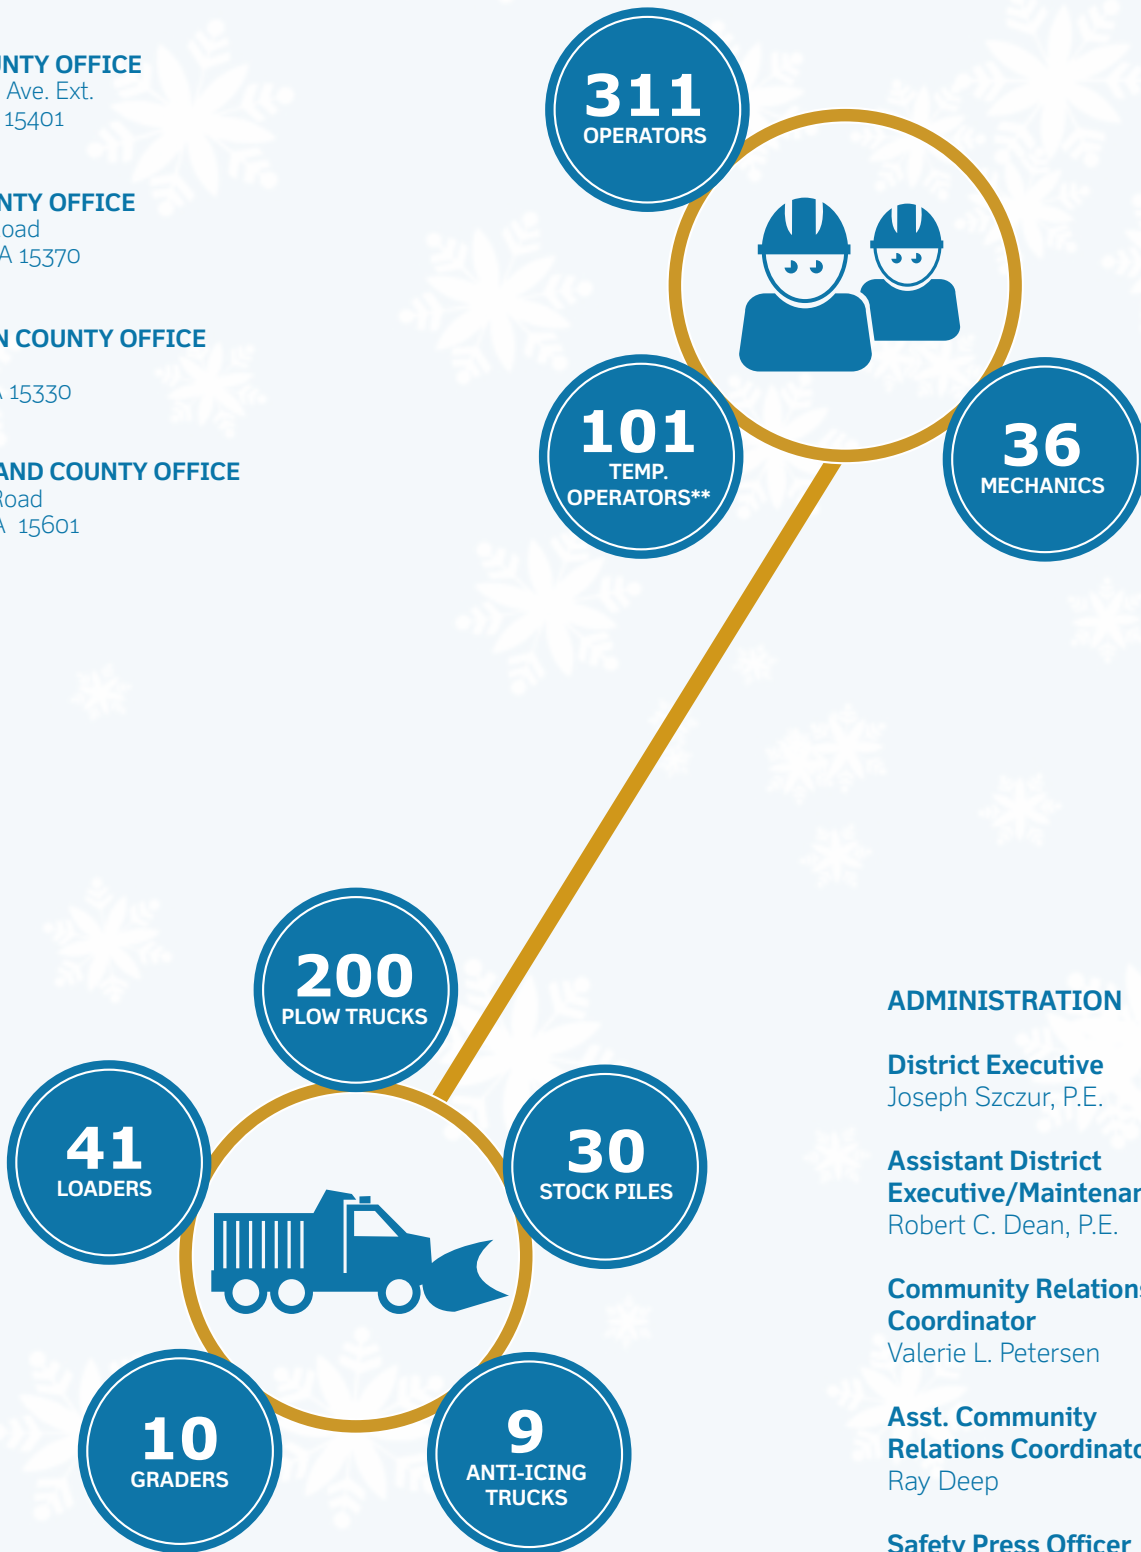 UNTY OFFICE
Ave. Ext.
15401
NTY OFFICE
oad
A 15370
N COUNTY OFFICE
15330
AND COUNTY OFFICE
Road
A 15601
311
OPERATORS
101
TEMP.
OPERATORS**
36
MECHANICS
200
PLOW TRUCKS
41
LOADERS
30
STOCK PILES
10
GRADERS
9
ANTI-ICING
TRUCKS
ADMINISTRATION
District Executive
Joseph Szczur, P.E.
Assistant District
Executive/Maintenan
Robert C. Dean, P.E.
Community Relations
Coordinator
Valerie L. Petersen
Asst. Community
Relations Coordinato
Ray Deep
Safety Press Officer